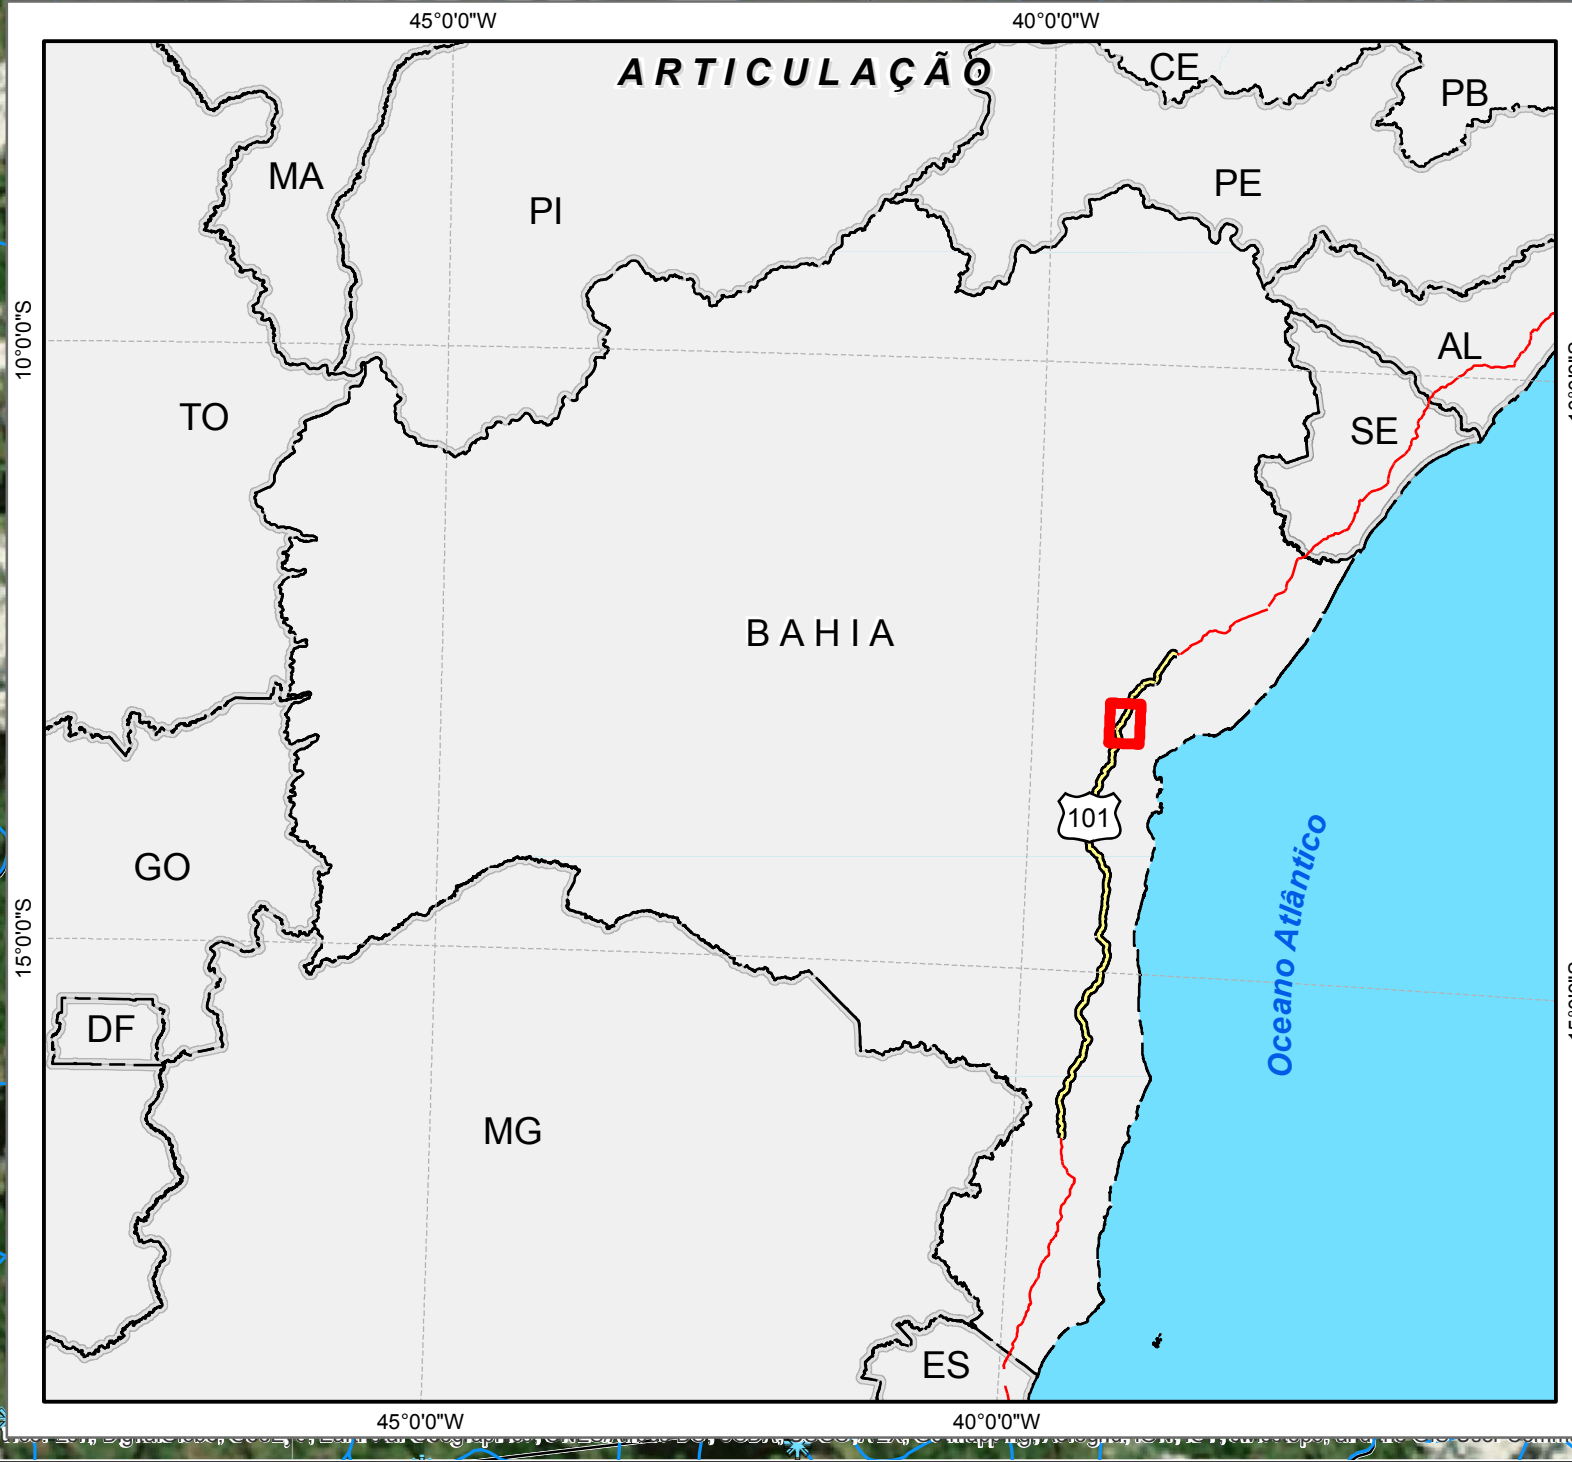 45°0'0"W 40°0'0"W
ARTICULAÇÃO
CE
PB
MA
PE
PI
10°0'0"S
AL
TO
SE
BAHIA
101
GO
Oceano Atlântico
15°0'0"S
DF
MG
ES
45°0'0"W 40°0'0"W